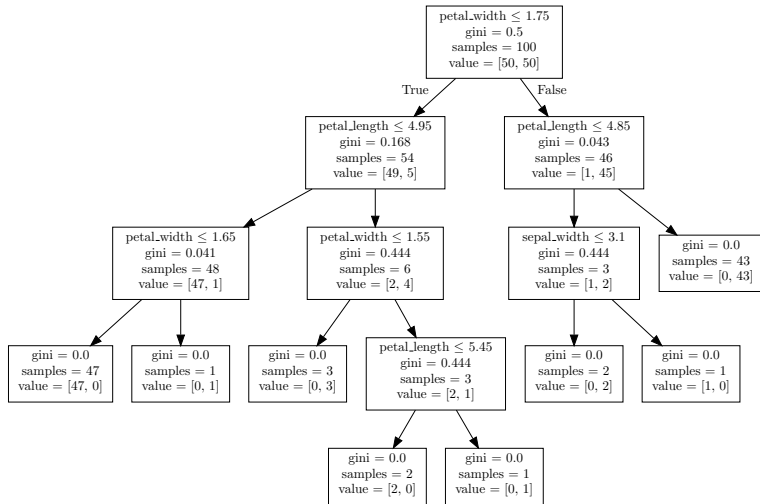 petal_width ≤ 1.75
gini = 0.5
samples = 100
value = [50, 50]
True
False
petal_length ≤ 4.95
gini = 0.168
samples = 54
value = [49, 5]
petal_length ≤ 4.85
gini = 0.043
samples = 46
value = [1, 45]
petal_width ≤ 1.65
gini = 0.041
samples = 48
value = [47, 1]
petal_width ≤ 1.55
gini = 0.444
samples = 6
value = [2, 4]
sepal_width ≤ 3.1
gini = 0.444
samples = 3
value = [1, 2]
gini = 0.0
samples = 43
value = [0, 43]
gini = 0.0
samples = 47
value = [47, 0]
gini = 0.0
samples = 1
value = [0, 1]
gini = 0.0
samples = 3
value = [0, 3]
petal_length ≤ 5.45
gini = 0.444
samples = 3
value = [2, 1]
gini = 0.0
samples = 2
value = [0, 2]
gini = 0.0
samples = 1
value = [1, 0]
gini = 0.0
samples = 2
value = [2, 0]
gini = 0.0
samples = 1
value = [0, 1]